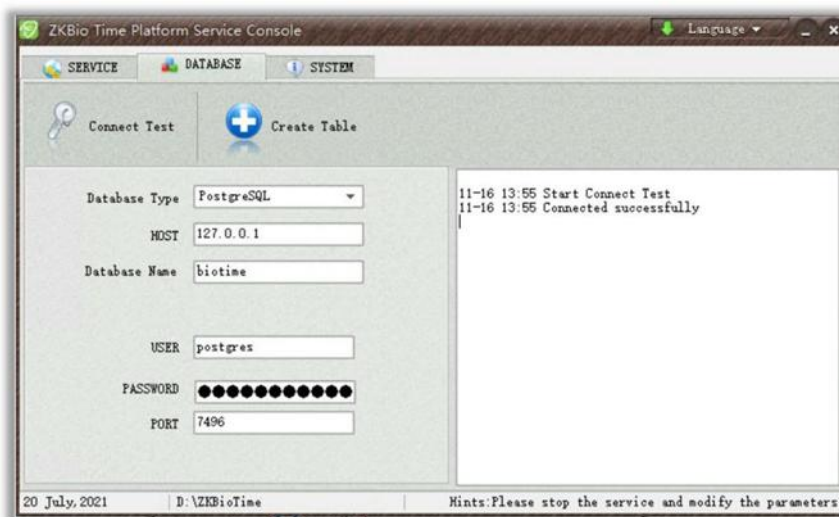 ZKBio Time Platform Service Console
Language
SERVICE
DATABASE
SYSTEM
Connect Test
Create Table
Database Type
PostgreSQL
HOST
127.0.0.1
Database Name
biotime
USER
postgres
PASSWORD
PORT
7496
11-16 13:55 Start Connect Test
11-16 13:55 Connected successfully
20 July, 2021
D:\ZKBioTime
Hints:Please stop the service and modify the parameters